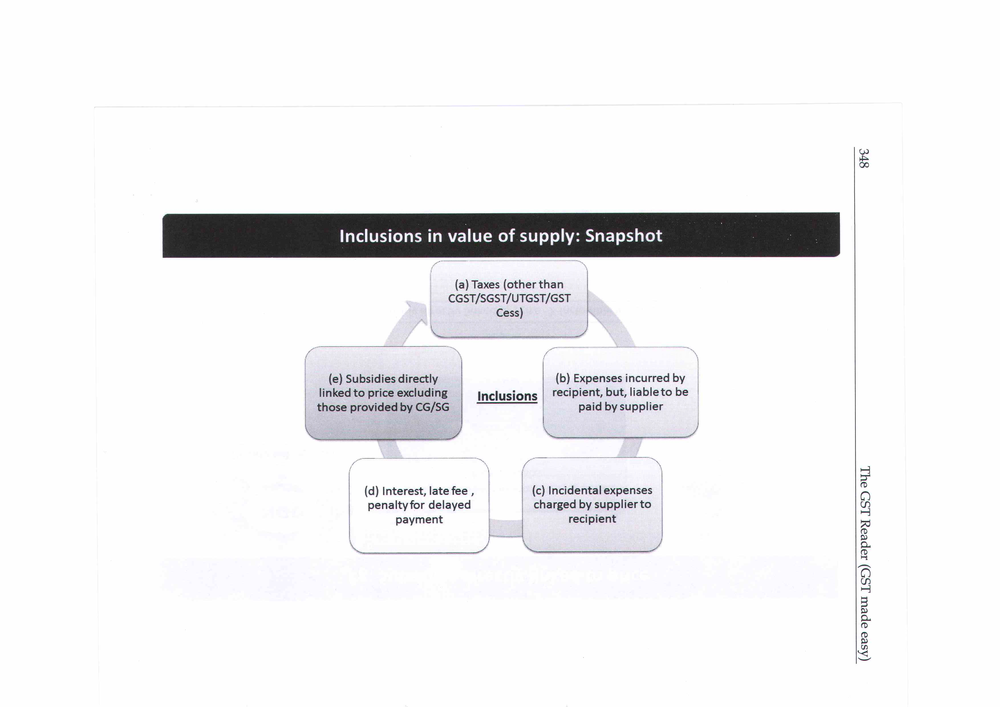 348
The GST Reader (GST made easy)
Inclusions in value of supply: Snapshot
(a) Taxes (other than
CGST/SGST/UTGST/GST
Cess)
(b) Expenses incurred by
recipient, but, liable to be
paid by supplier
(c) Incidental expenses
charged by supplier to
recipient
(d) Interest, late fee ,
penalty for delayed
payment
(e) Subsidies directly
linked to price excluding
those provided by CG/SG
Inclusions